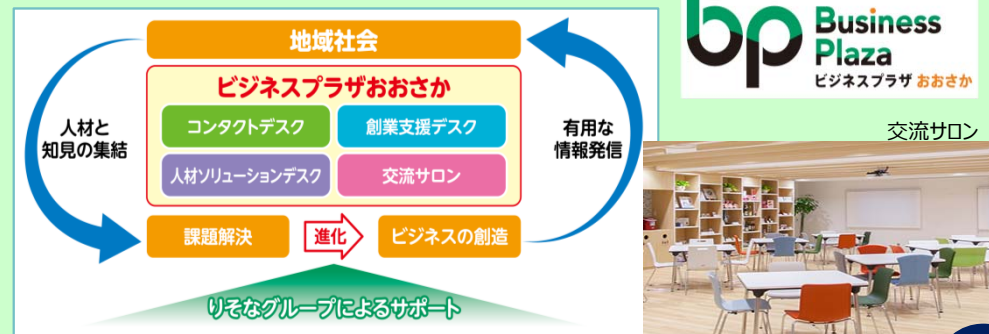 地域社会
ビジネスプラザおおさか
コンタクトデスク
創業支援デスク
人材ソリューションデスク
交流サロン
人材と
知見の集結
有用な
情報発信
課題解決
進化
ビジネスの創造
りそなグループによるサポート
bp
Business
Plaza
ビジネスプラザ おおさか
交流サロン